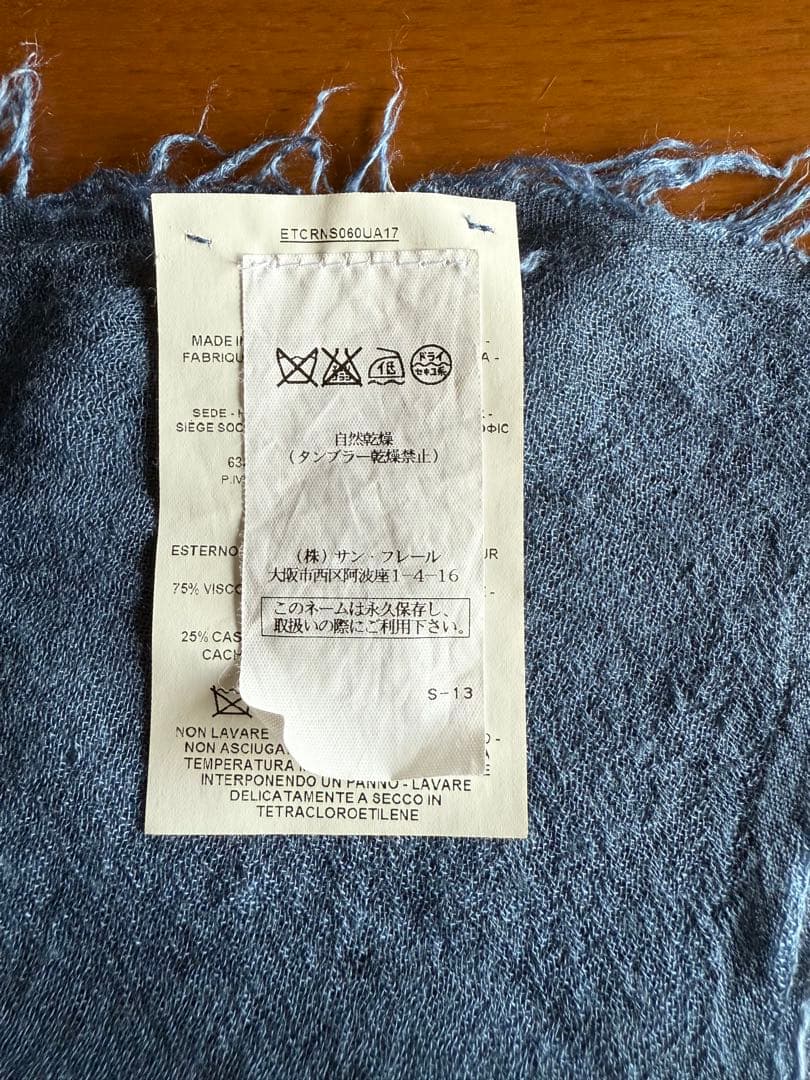 ETCRNS060UA17
MADE IN
FABRIQU
SEDE -
SIÈGE SOC
ОФІС
P.IV
ESTERNO
UR
75% VISCO
25% CAS
CACH
ドライ
セキユ系
低
自然乾燥
(タンブラー乾燥禁止)
(株)サン・フレール
大阪市西区阿波座1-4-16
このネームは永久保存し、
取扱いの際にご利用下さい。
S-13
NON LAVARE
NON ASCIUGA
TEMPERATURA
INTERPONENDO UN PANNO - LAVARE
DELICATAMENTE A SECCO IN
TETRACLOROETILENE